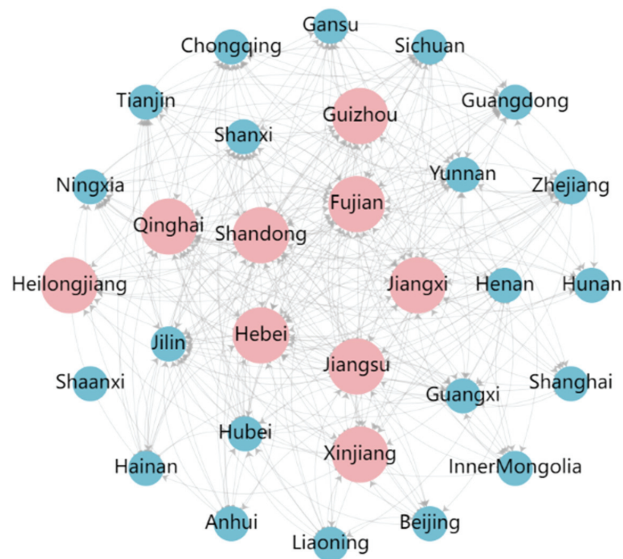 Gansu
Chongqing
Sichuan
Tianjin
Guizhou
Guangdong
Shanxi
Yunnan
Ningxia
Zhejiang
Fujian
Qinghai
Shandong
Heilongjiang
Jiangxi
Henan
Hunan
Hebei
Jilin
Jiangsu
Shaanxi
Shanghai
Guangxi
Hubei
Xinjiang
Hainan
InnerMongolia
Anhui
Beijing
Liaoning